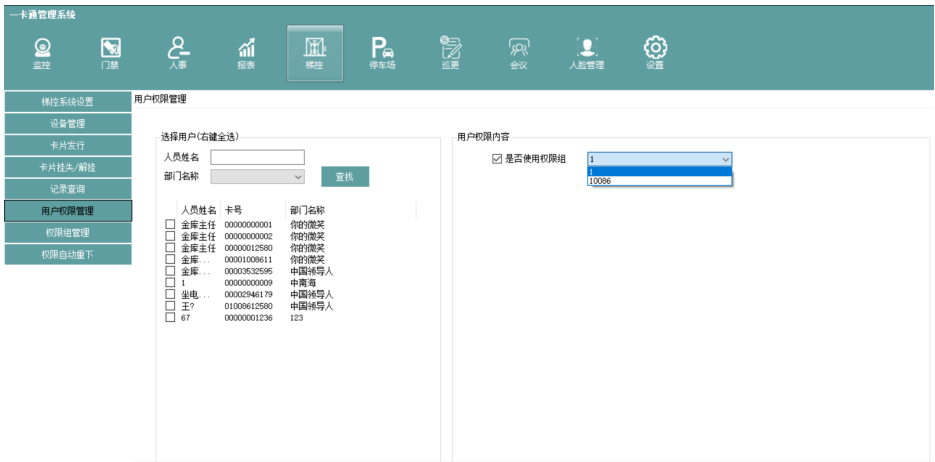 一卡通管理系统
监控 门禁 人事 报表 梯控 停车场 巡更 会议 人脸管理 设置
梯控系统设置
设备管理
卡片发行
卡片挂失/解挂
记录查询
用户权限管理
权限组管理
权限自动重下
用户权限管理
选择用户(右键全选)
人员姓名
部门名称
查找
人员姓名 卡号 部门名称
金库主任 00000000001 你的微笑
金库主任 00000000002 你的微笑
金库主任 00000012580 你的微笑
金库... 00001008611 你的微笑
金库... 00003532595 中国领导人
1 00000000009 中南海
坐电... 00002946179 中国领导人
王? 01008612580 中国领导人
67 00000001236 123
用户权限内容
是否使用权限组 1
1
10086